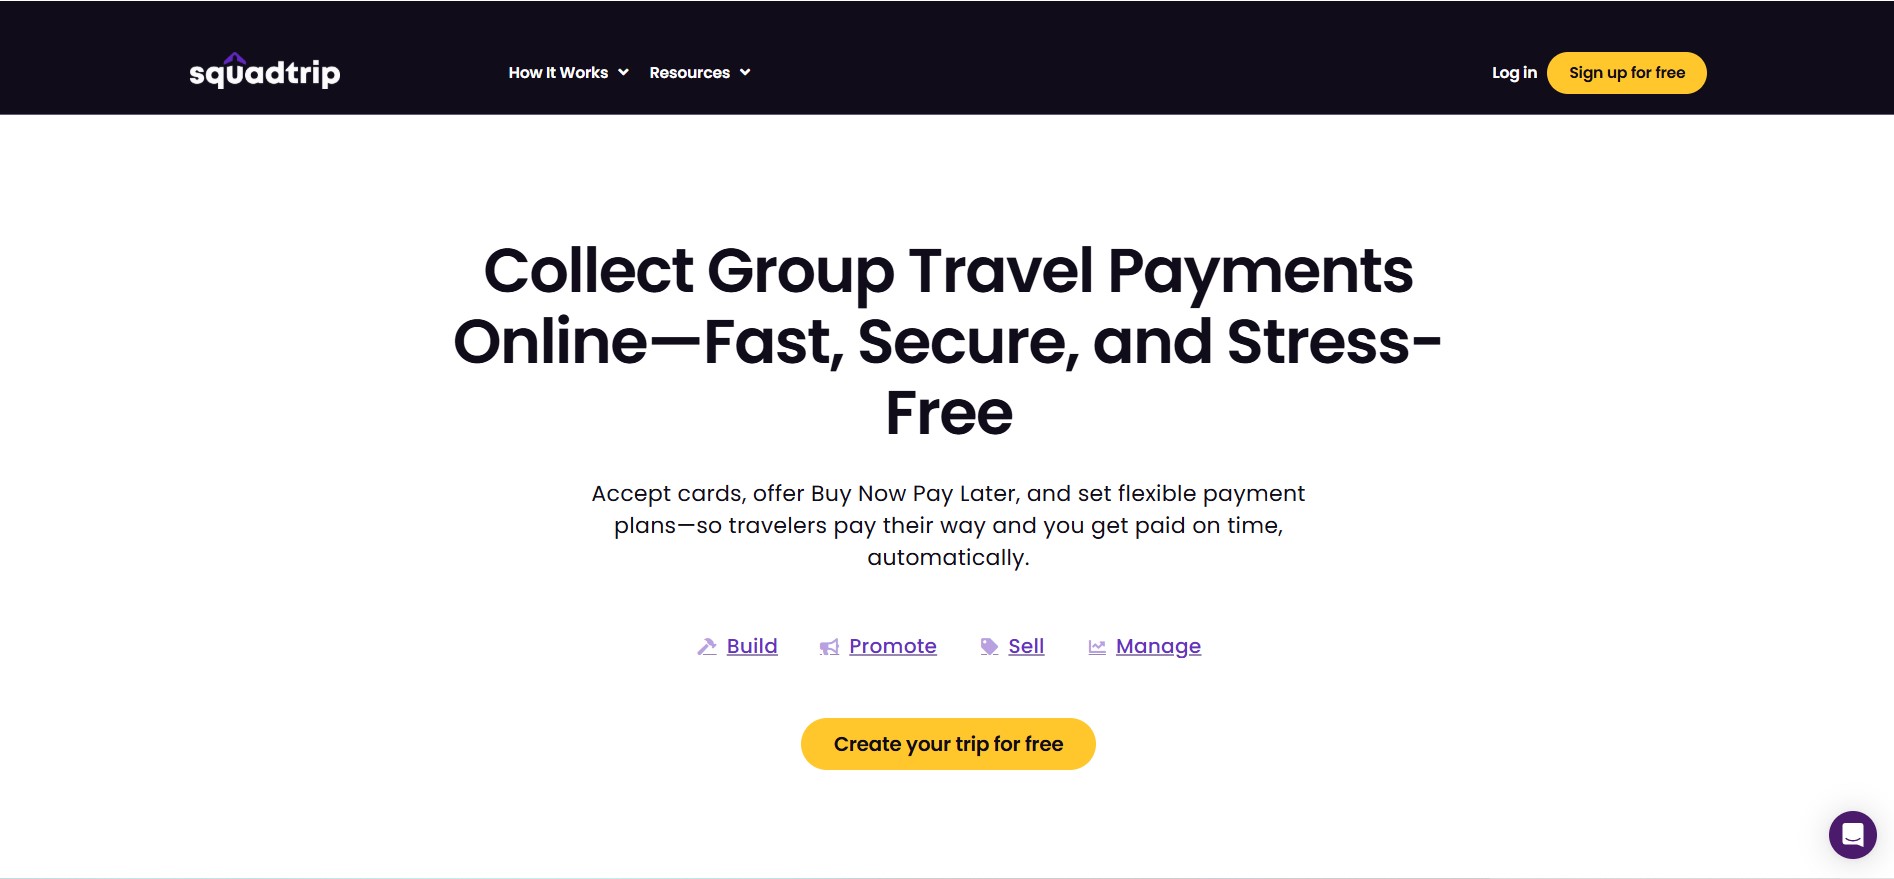 squadtrip
How It Works
Resources
Log in
Sign up for free
Collect Group Travel Payments
Online—Fast, Secure, and Stress-
Free
Accept cards, offer Buy Now Pay Later, and set flexible payment
plans—so travelers pay their way and you get paid on time,
automatically.
Build
Promote
Sell
Manage
Create your trip for free